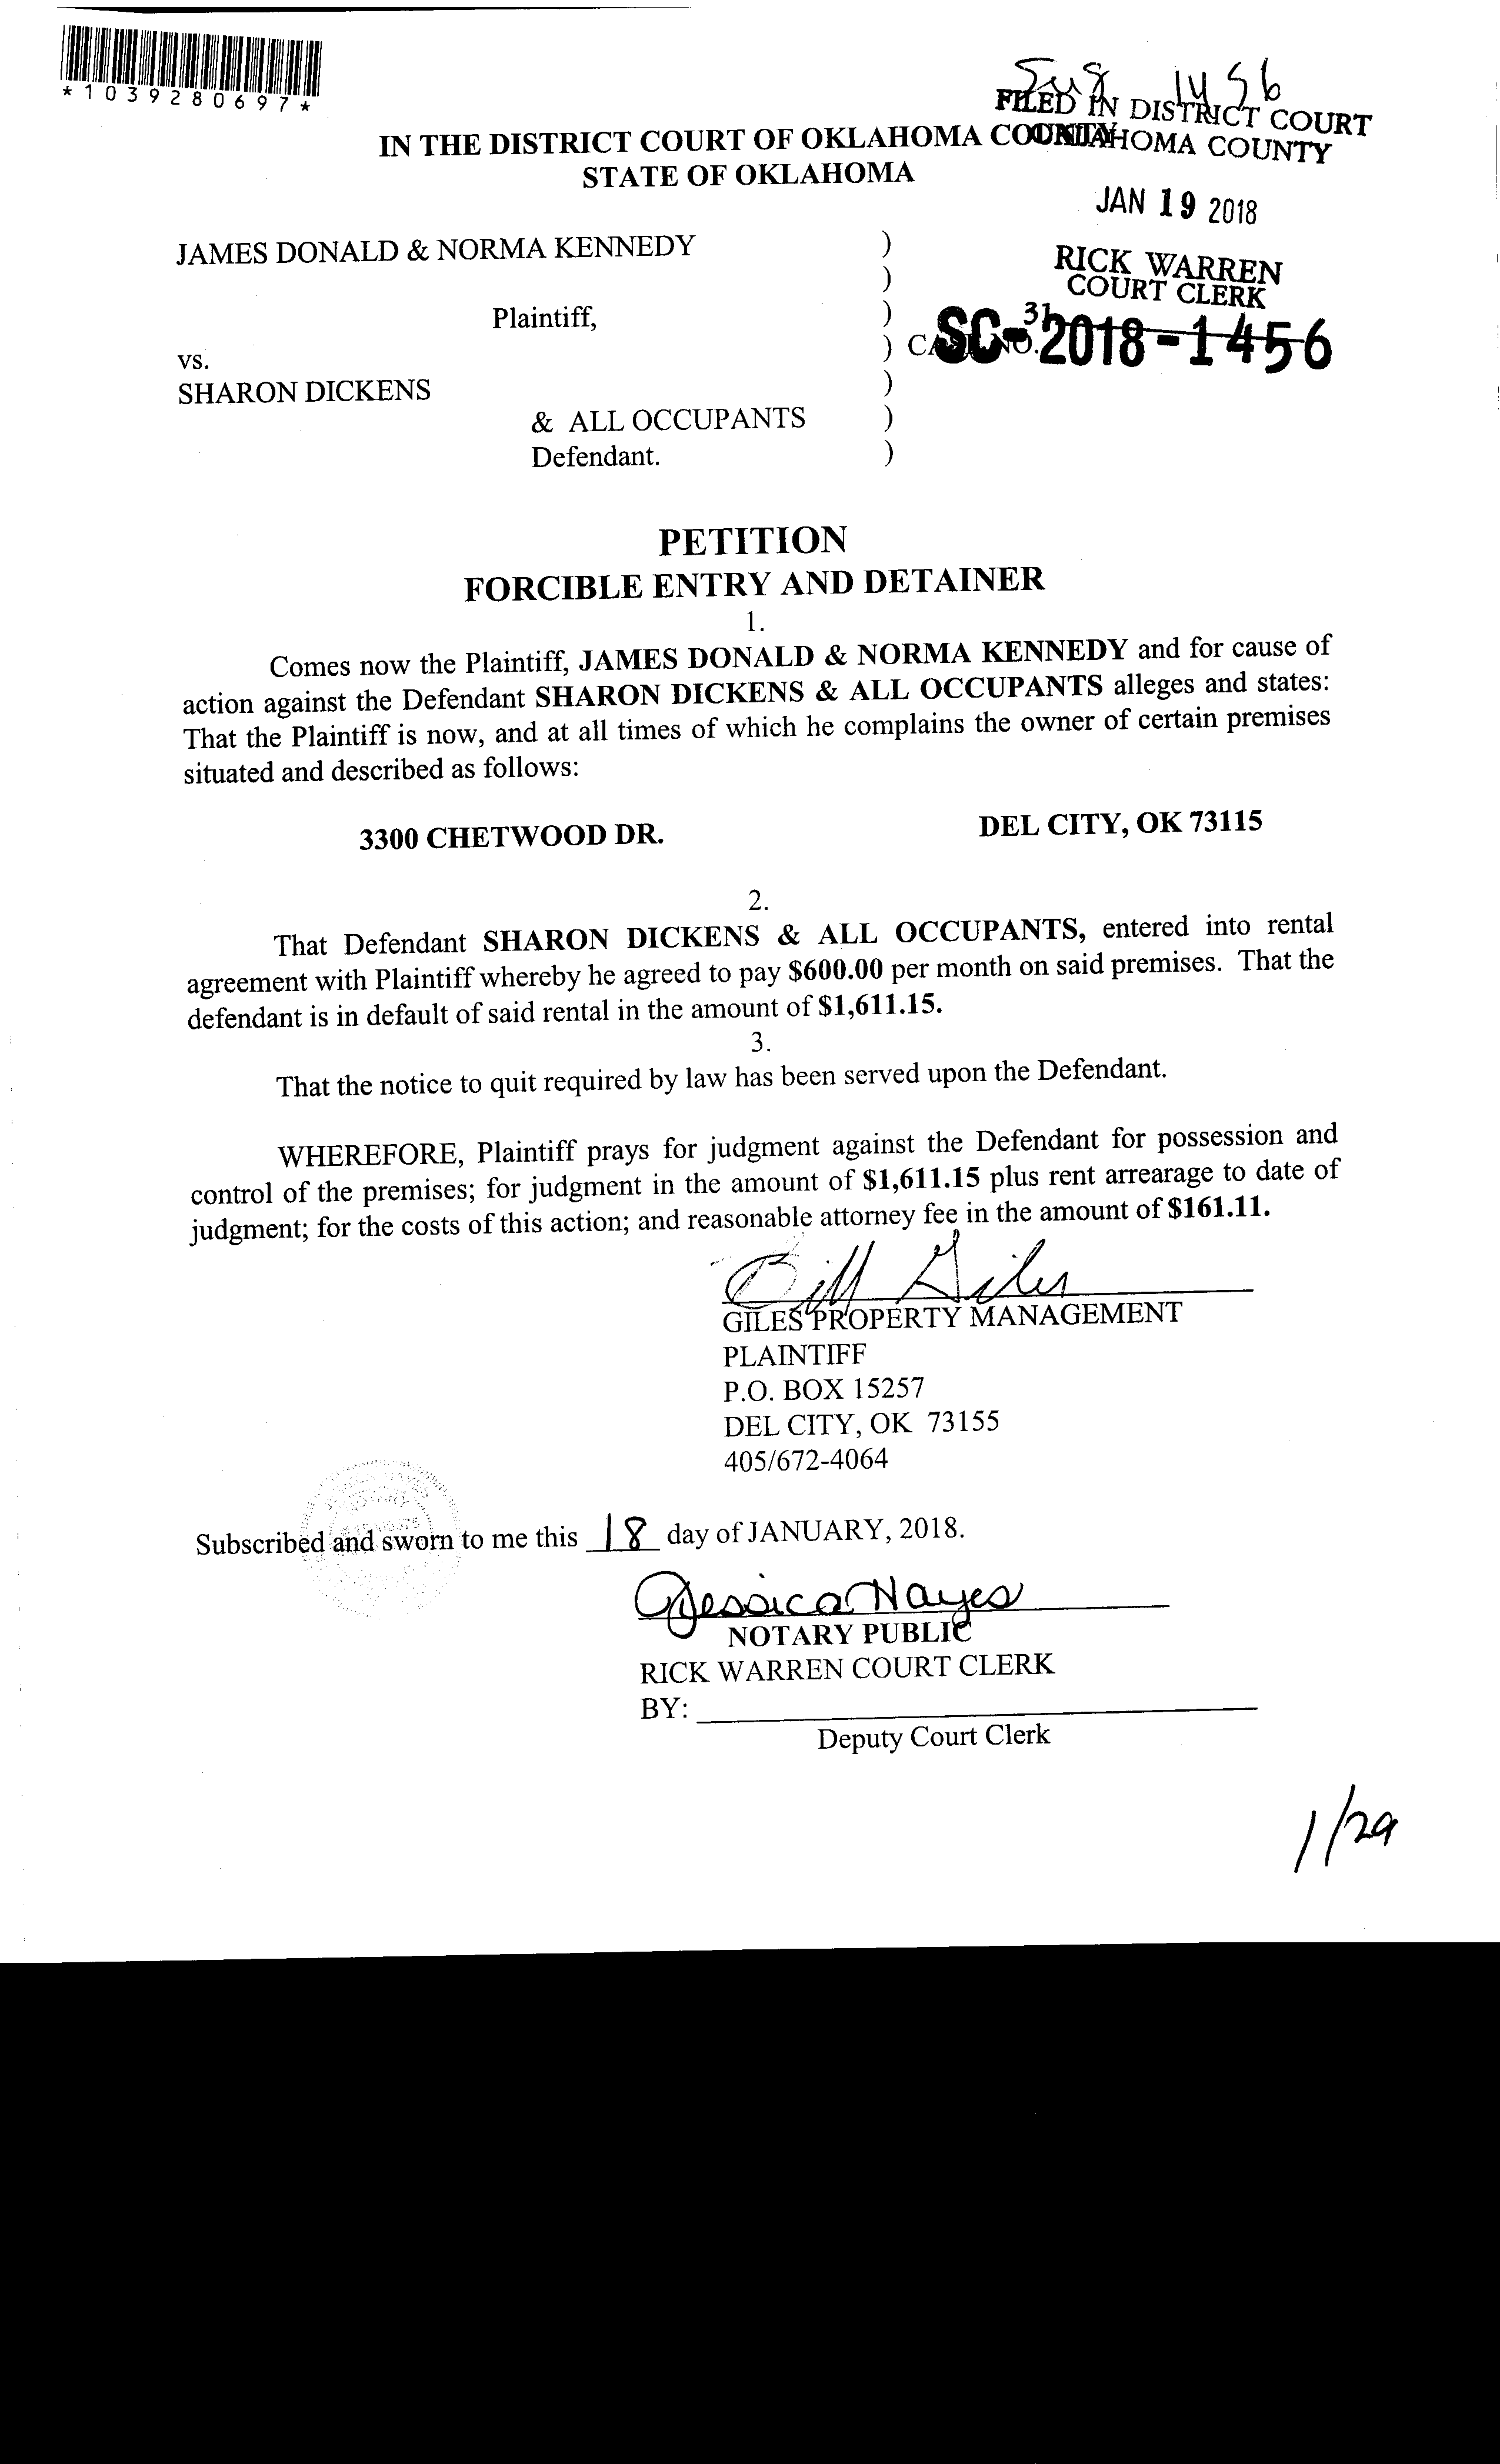 *1039280697*
1456
FILED IN DISTRICT COURT
OKLAHOMA COUNTY
IN THE DISTRICT COURT OF OKLAHOMA COUNTY
STATE OF OKLAHOMA
JAN 19 2018
JAMES DONALD & NORMA KENNEDY )
)
RICK WARREN
COURT CLERK
Plaintiff, )
31
vs. ) CASE NO.
SC-2018-1456
SHARON DICKENS )
& ALL OCCUPANTS )
Defendant. )
PETITION
FORCIBLE ENTRY AND DETAINER
1.
Comes now the Plaintiff, JAMES DONALD & NORMA KENNEDY and for cause of
action against the Defendant SHARON DICKENS & ALL OCCUPANTS alleges and states:
That the Plaintiff is now, and at all times of which he complains the owner of certain premises
situated and described as follows:
3300 CHETWOOD DR. DEL CITY, OK 73115
2.
That Defendant SHARON DICKENS & ALL OCCUPANTS, entered into rental
agreement with Plaintiff whereby he agreed to pay $600.00 per month on said premises. That the
defendant is in default of said rental in the amount of $1,611.15.
3.
That the notice to quit required by law has been served upon the Defendant.
WHEREFORE, Plaintiff prays for judgment against the Defendant for possession and
control of the premises; for judgment in the amount of $1,611.15 plus rent arrearage to date of
judgment; for the costs of this action; and reasonable attorney fee in the amount of $161.11.
Bill Giles
GILES PROPERTY MANAGEMENT
PLAINTIFF
P.O. BOX 15257
DEL CITY, OK 73155
405/672-4064
Subscribed and sworn to me this 18 day of JANUARY, 2018.
Jessica Hayes
NOTARY PUBLIC
RICK WARREN COURT CLERK
BY:
Deputy Court Clerk
1/29